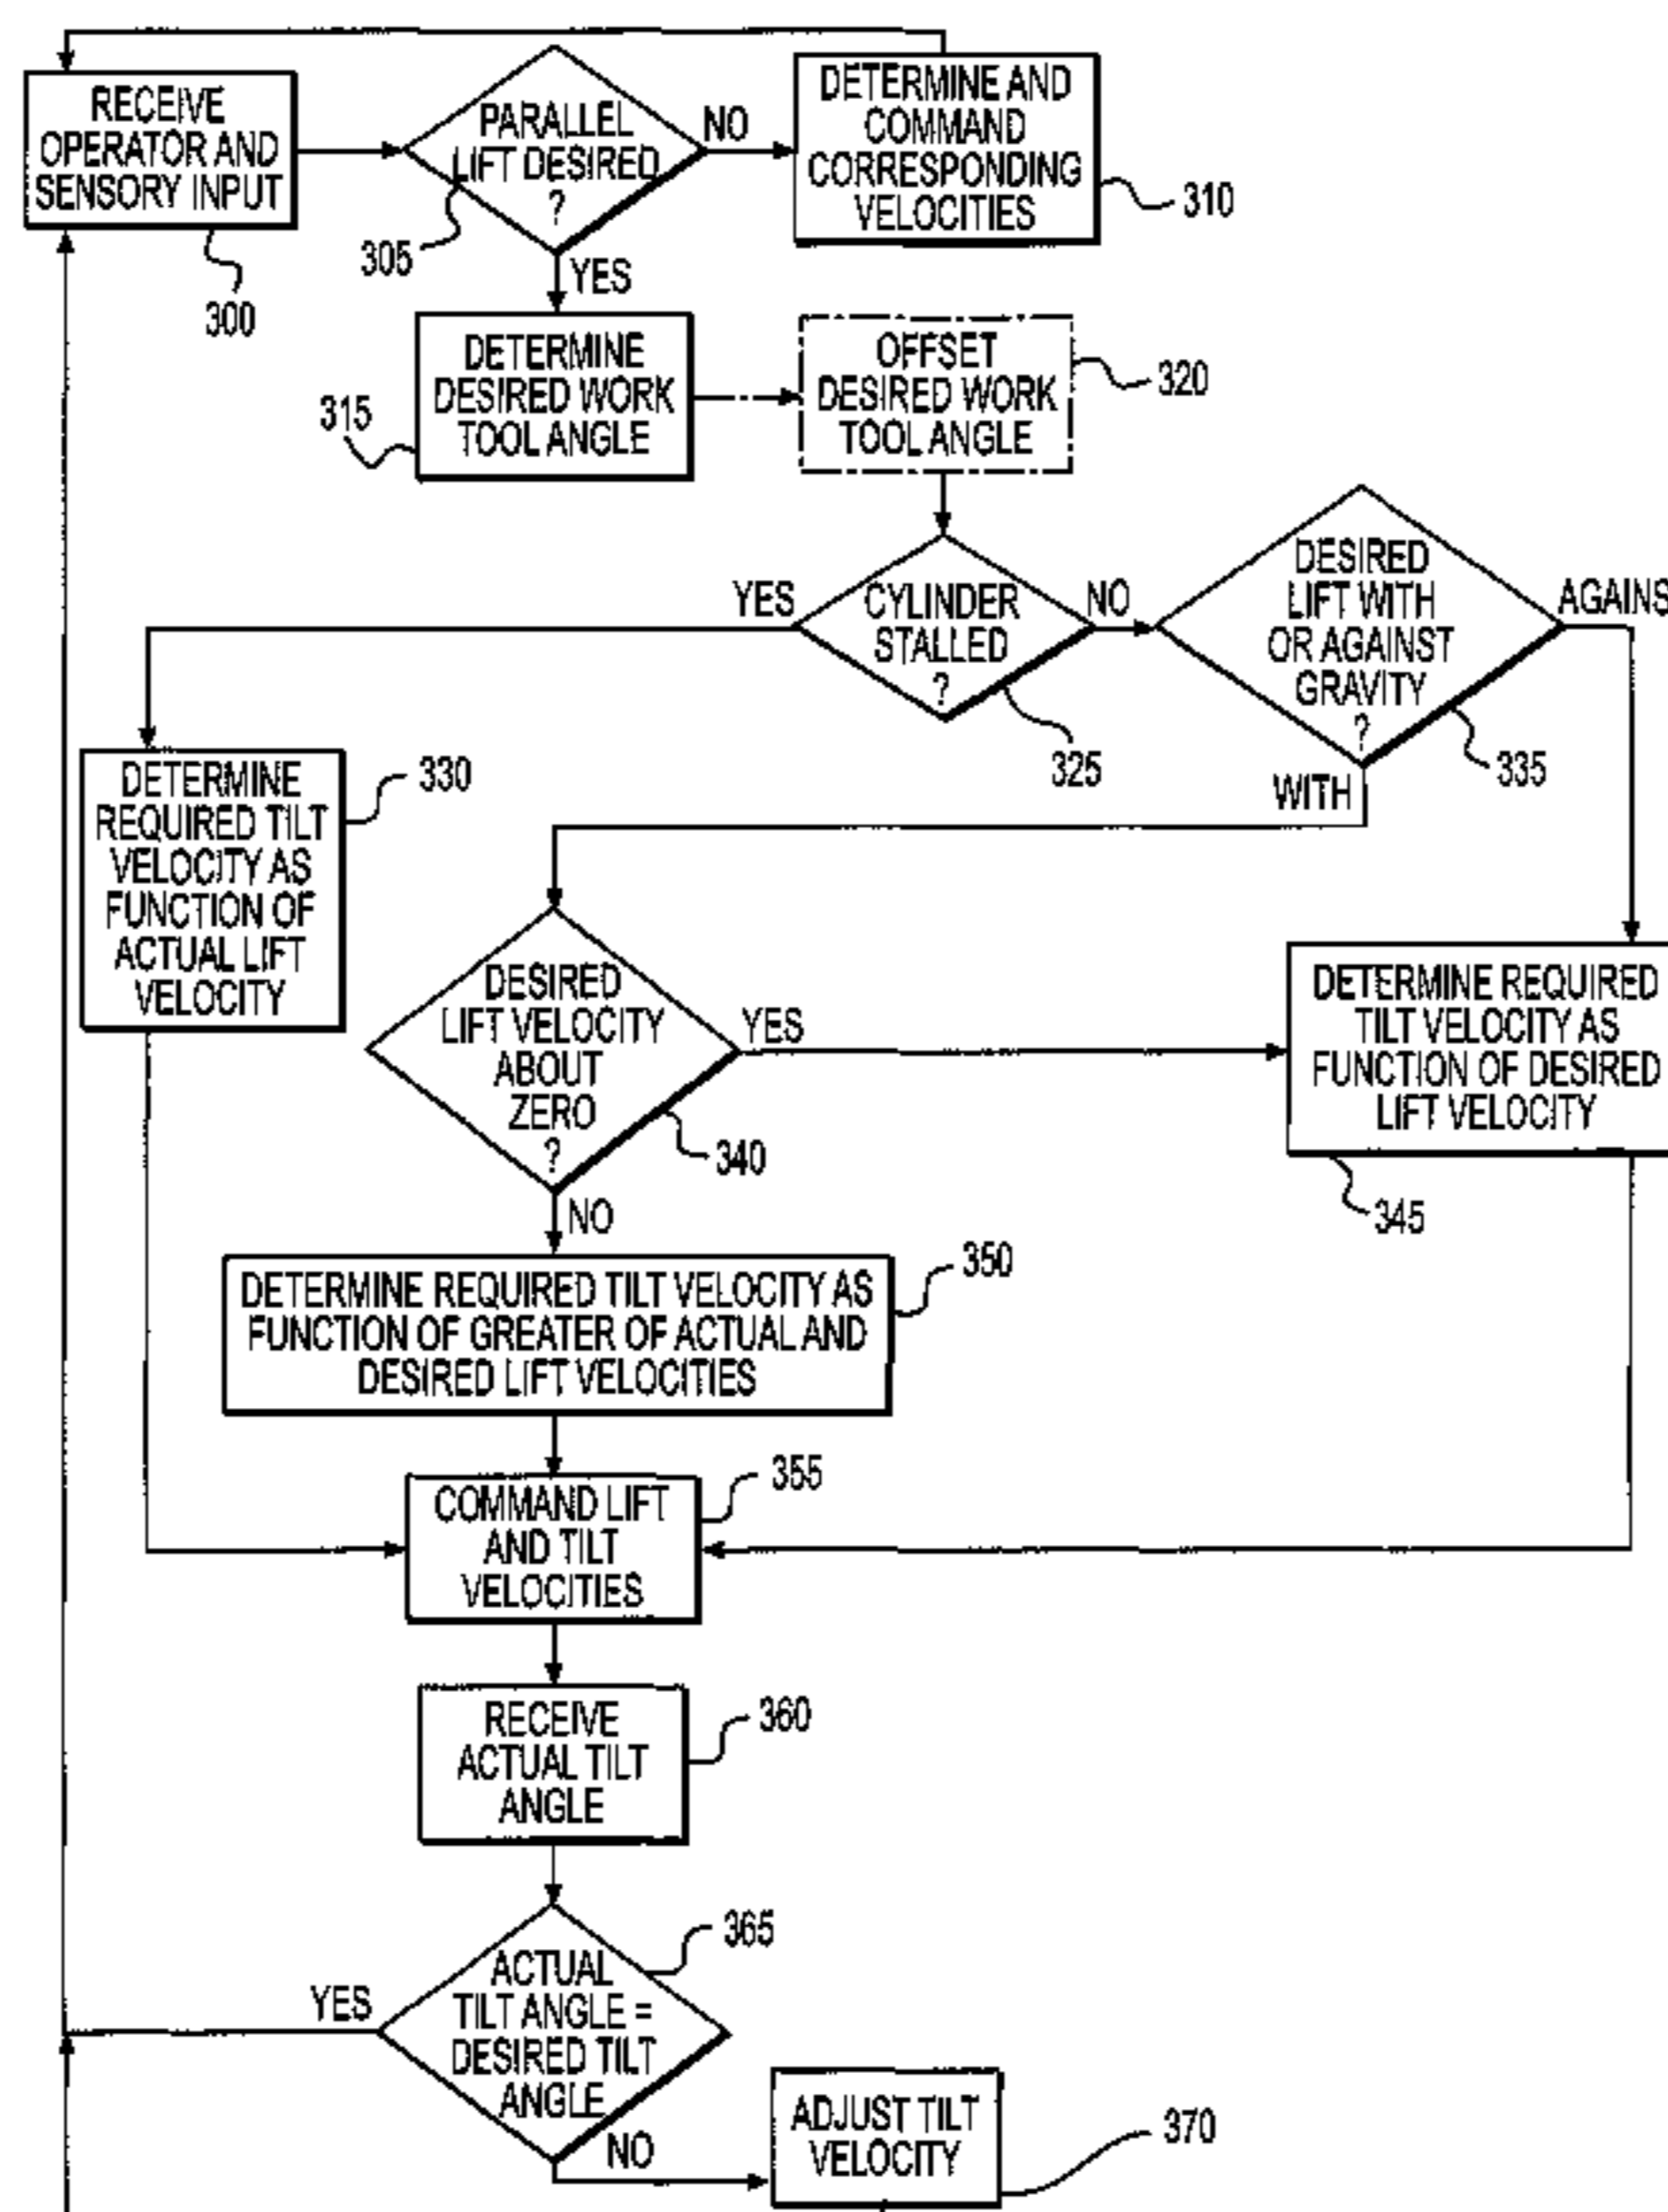 RECEIVE
OPERATOR AND
SENSORY INPUT
300
PARALLEL
LIFT DESIRED
?
305
NO
YES
DETERMINE AND
COMMAND
CORRESPONDING
VELOCITIES
310
DETERMINE
DESIRED WORK
TOOL ANGLE
315
OFFSET
DESIRED WORK
TOOL ANGLE
320
YES
CYLINDER
STALLED
?
325
NO
DESIRED
LIFT WITH
OR AGAINST
GRAVITY
?
335
AGAINS
WITH
DETERMINE
REQUIRED TILT
VELOCITY AS
FUNCTION OF
ACTUAL LIFT
VELOCITY
330
DESIRED
LIFT VELOCITY
ABOUT
ZERO
?
340
YES
NO
DETERMINE REQUIRED
TILT VELOCITY AS
FUNCTION OF DESIRED
LIFT VELOCITY
345
DETERMINE REQUIRED TILT VELOCITY AS
FUNCTION OF GREATER OF ACTUAL AND
DESIRED LIFT VELOCITIES
350
COMMAND LIFT
AND TILT
VELOCITIES
355
RECEIVE
ACTUAL TILT
ANGLE
360
ACTUAL
TILT ANGLE =
DESIRED TILT
ANGLE
365
YES
NO
ADJUST TILT
VELOCITY
370